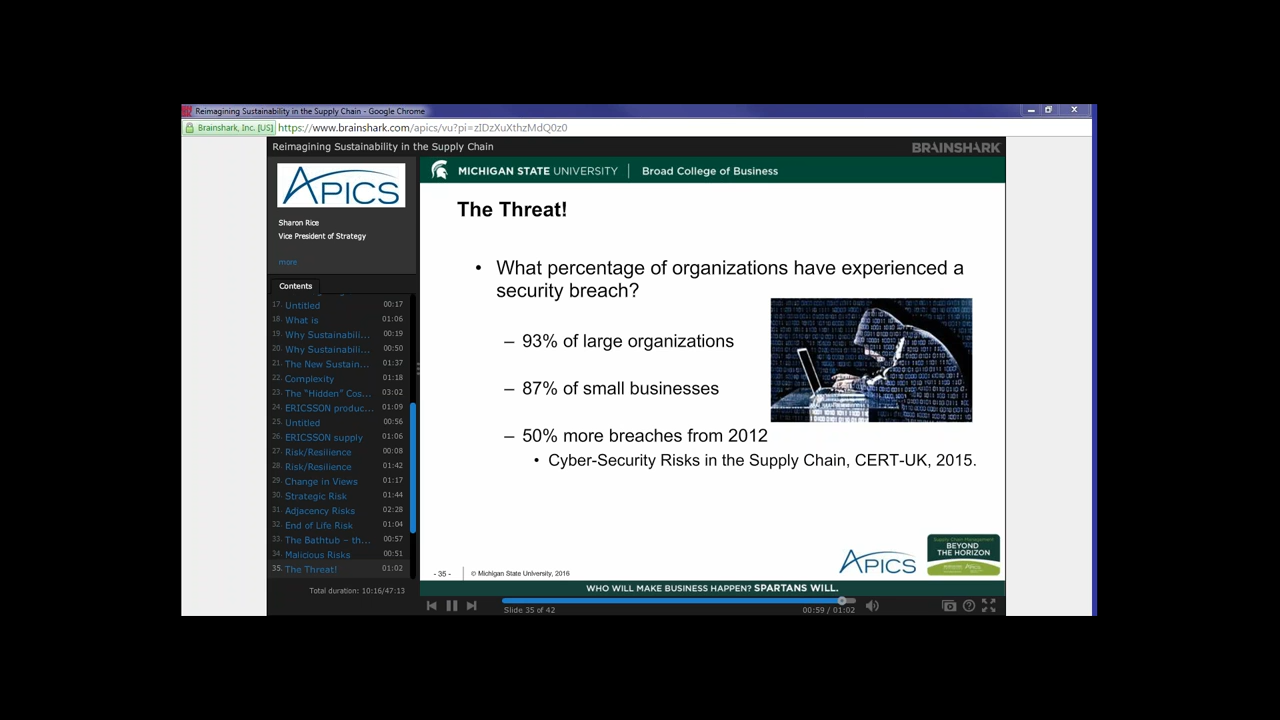 Reimagining Sustainability in the Supply Chain - Google Chrome
Brainshark, Inc. [US] https://www.brainshark.com/apics/vu?pi=zIDzXuXthzMdQ0z0
Reimagining Sustainability in the Supply Chain
BRAINSHARK
APICS
Sharon Rice
Vice President of Strategy
more
Contents
17. Untitled 00:17
18. What is 01:06
19. Why Sustainabili... 00:19
20. Why Sustainabili... 00:50
21. The New Sustain... 01:37
22. Complexity 01:18
23. The "Hidden" Cos... 03:02
24. ERICSSON produc... 01:09
25. Untitled 00:56
26. ERICSSON supply 01:06
27. Risk/Resilience 00:08
28. Risk/Resilience 01:42
29. Change in Views 01:17
30. Strategic Risk 01:44
31. Adjacency Risks 02:28
32. End of Life Risk 01:04
33. The Bathtub – th... 00:57
34. Malicious Risks 00:51
35. The Threat! 01:02
Total duration: 10:16/47:13
MICHIGAN STATE UNIVERSITY | Broad College of Business
The Threat!
• What percentage of organizations have experienced a
security breach?
– 93% of large organizations
– 87% of small businesses
– 50% more breaches from 2012
• Cyber-Security Risks in the Supply Chain, CERT-UK, 2015.
APICS
Supply Chain Management
BEYOND
THE HORIZON
- 35 - © Michigan State University, 2016
WHO WILL MAKE BUSINESS HAPPEN? SPARTANS WILL.
Slide 35 of 42
00:59 / 01:02